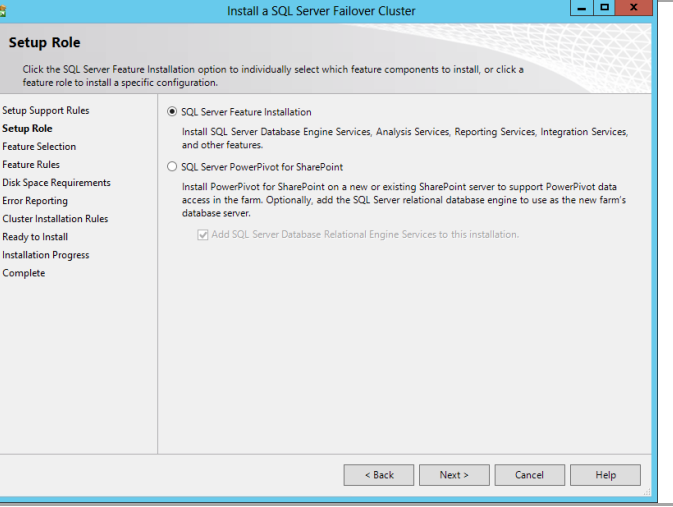 Install a SQL Server Failover Cluster
Setup Role
Click the SQL Server Feature Installation option to individually select which feature components to install, or click a
feature role to install a specific configuration.
Setup Support Rules
Setup Role
Feature Selection
Feature Rules
Disk Space Requirements
Error Reporting
Cluster Installation Rules
Ready to Install
Installation Progress
Complete
SQL Server Feature Installation
Install SQL Server Database Engine Services, Analysis Services, Reporting Services, Integration Services,
and other features.
SQL Server PowerPivot for SharePoint
Install PowerPivot for SharePoint on a new or existing SharePoint server to support PowerPivot data
access in the farm. Optionally, add the SQL Server relational database engine to use as the new farm's
database server.
Add SQL Server Database Relational Engine Services to this installation.
< Back
Next >
Cancel
Help